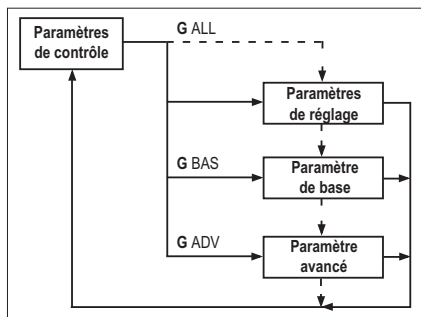 Paramètres
de contrôle
G ALL
Paramètres
de réglage
G BAS
Paramètre
de base
G ADV
Paramètre
avancé